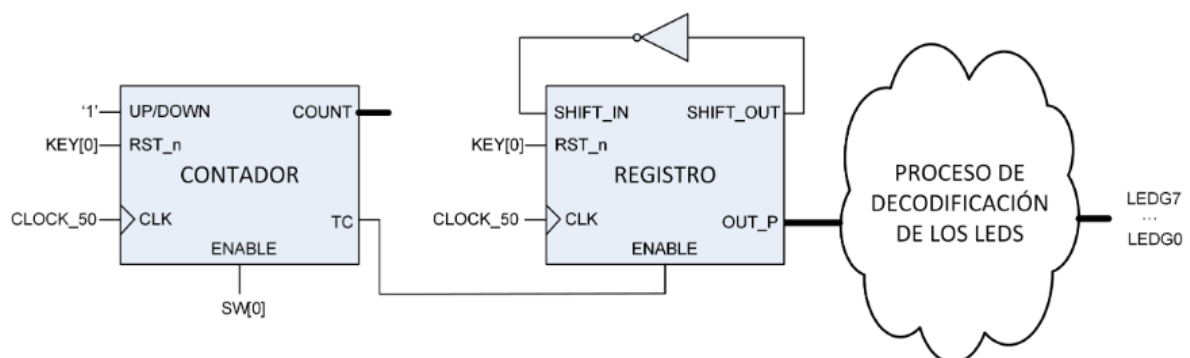 '1'
UP/DOWN
COUNT
KEY[0]
RST_n
CONTADOR
CLOCK_50
CLK
TC
ENABLE
SW[0]
SHIFT_IN
SHIFT_OUT
KEY[0]
RST_n
REGISTRO
CLOCK_50
CLK
OUT_P
ENABLE
PROCESO DE
DECODIFICACIÓN
DE LOS LEDS
LEDG7
...
LEDG0